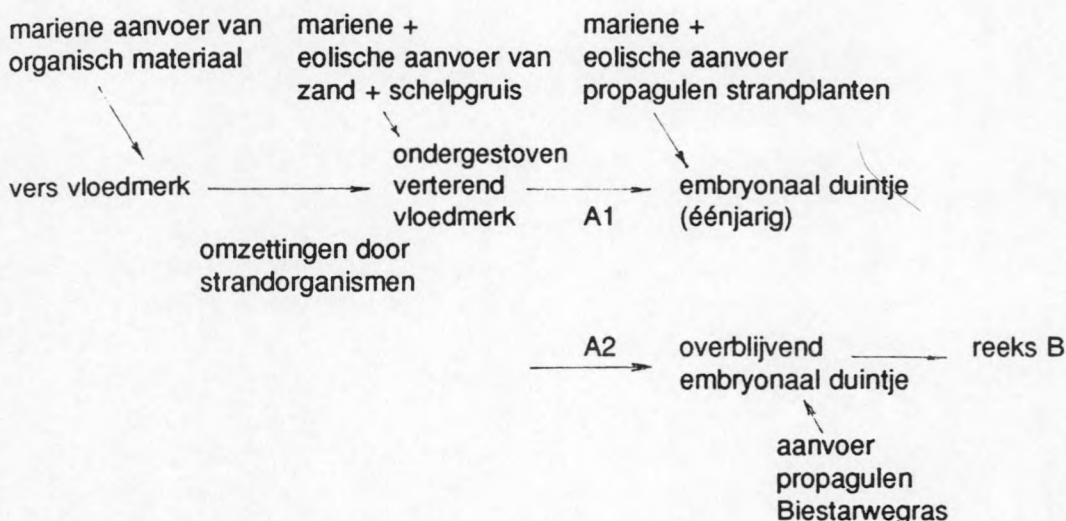 mariene aanvoer van
organisch materiaal
mariene +
eolische aanvoer van
zand + schelpgruis
mariene +
eolische aanvoer
propagulen strandplanten
vers vloedmerk
ondergestoven
verterend
vloedmerk
A1
embryonaal duintje
(éénjarig)
omzettingen door
strandorganismen
A2
overblijvend
embryonaal duintje
reeks B
aanvoer
propagulen
Biestarwegras